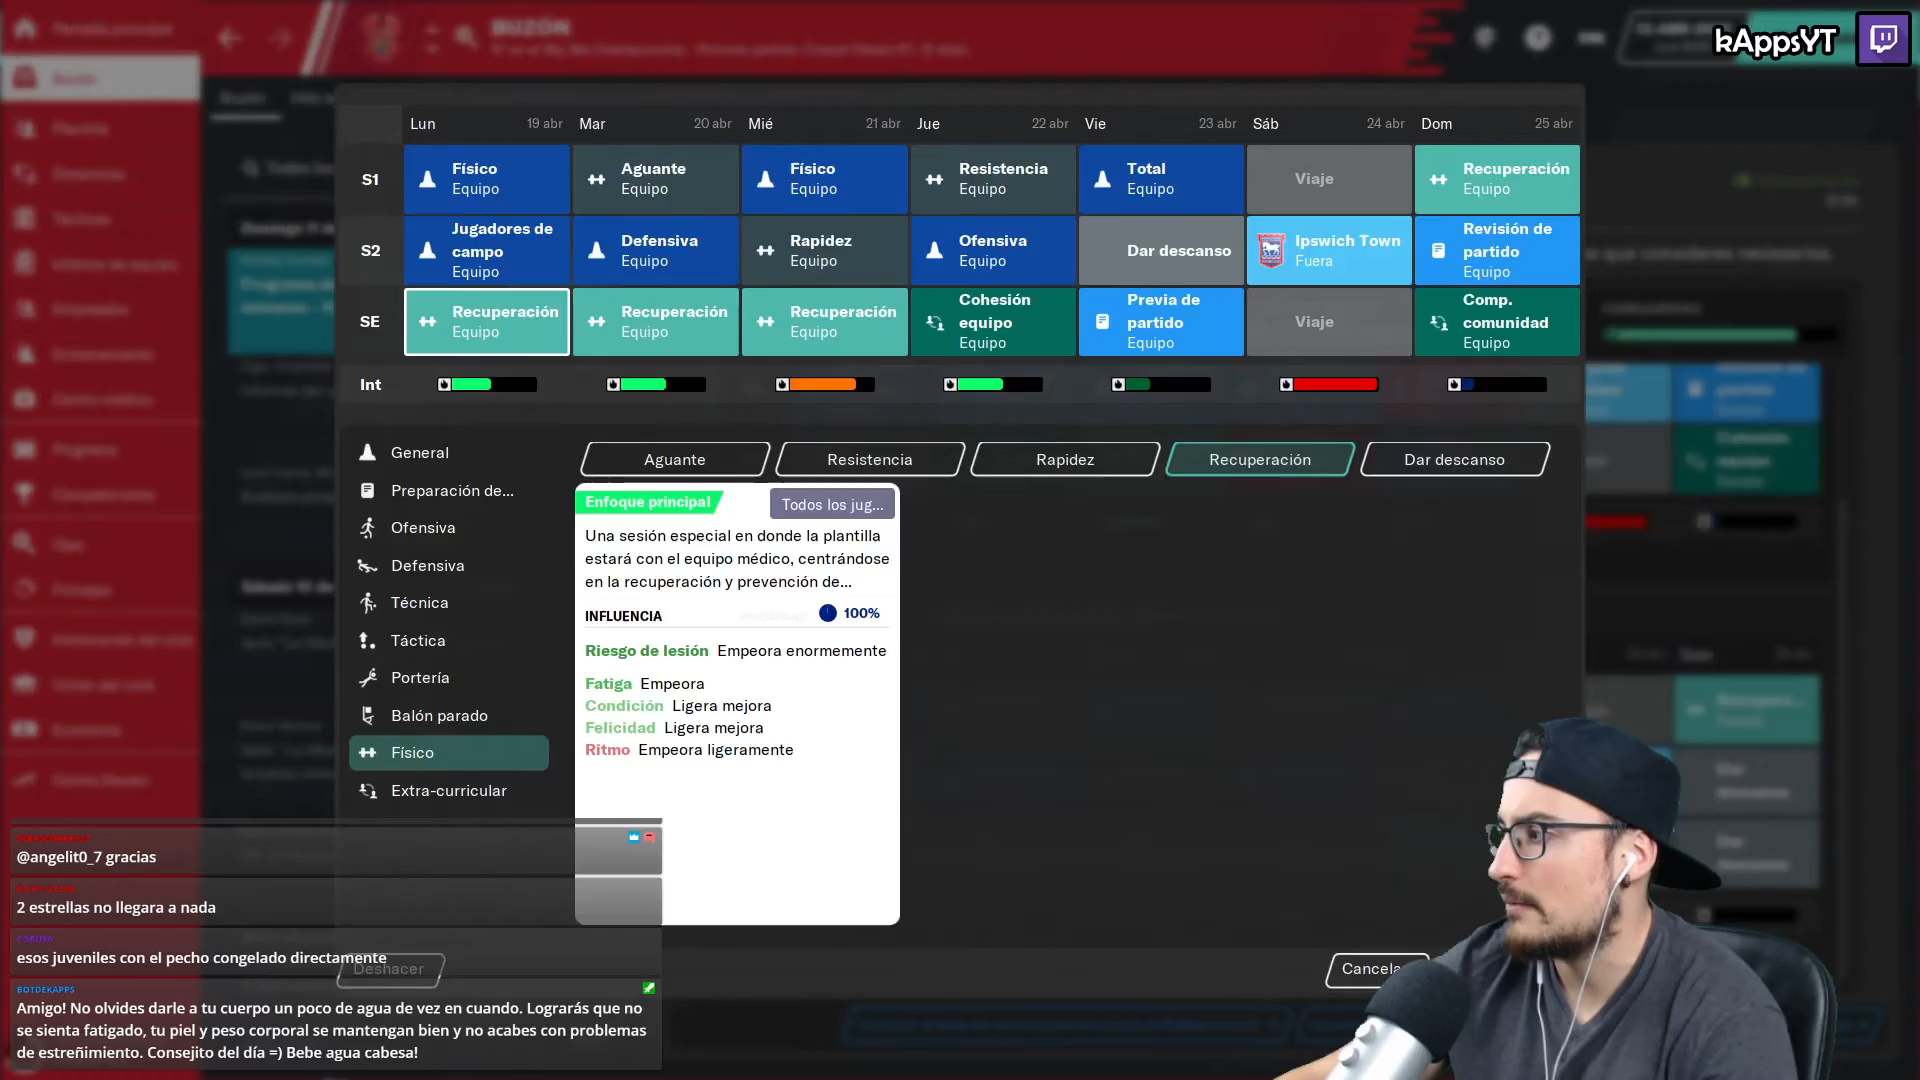 BUZÓN
kAppsYT
Lun 19 abr Mar 20 abr Mié 21 abr Jue 22 abr Vie 23 abr Sáb 24 abr Dom 25 abr
S1
Físico
Equipo
Aguante
Equipo
Físico
Equipo
Resistencia
Equipo
Total
Equipo
Viaje
Recuperación
Equipo
S2
Jugadores de
campo
Equipo
Defensiva
Equipo
Rapidez
Equipo
Ofensiva
Equipo
Dar descanso
Ipswich Town
Fuera
Revisión de
partido
Equipo
SE
Recuperación
Equipo
Recuperación
Equipo
Recuperación
Equipo
Cohesión
equipo
Equipo
Previa de
partido
Equipo
Viaje
Comp.
comunidad
Equipo
Int
General
Preparación de...
Ofensiva
Defensiva
Técnica
Táctica
Portería
Balón parado
Físico
Extra-curricular
Aguante
Resistencia
Rapidez
Recuperación
Dar descanso
Enfoque principal
Todos los jug...
Una sesión especial en donde la plantilla
estará con el equipo médico, centrándose
en la recuperación y prevención de...
INFLUENCIA
100%
Riesgo de lesión Empeora enormemente
Fatiga Empeora
Condición Ligera mejora
Felicidad Ligera mejora
Ritmo Empeora ligeramente
@angelit0_7 gracias
2 estrellas no llegara a nada
esos juveniles con el pecho congelado directamente
Deshacer
Cancela
BOTDEKAPPS
Amigo! No olvides darle a tu cuerpo un poco de agua de vez en cuando. Lograrás que no
se sienta fatigado, tu piel y peso corporal se mantengan bien y no acabes con problemas
de estreñimiento. Consejito del día =) Bebe agua cabesa!